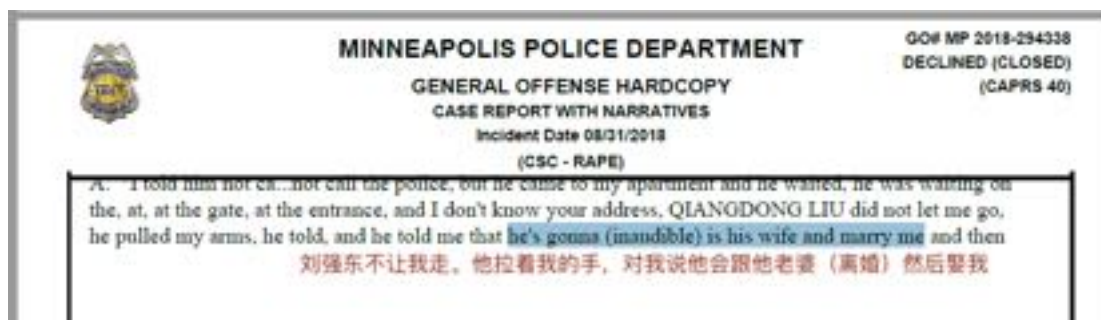 MINNEAPOLIS POLICE DEPARTMENT
GO# MP 2018-294338
DECLINED (CLOSED)
(CAPRS 40)
GENERAL OFFENSE HARDCOPY
CASE REPORT WITH NARRATIVES
Incident Date 08/31/2018
(CSC - RAPE)
A. I told him not ca...not call the police, but he came to my apartment and he waited, he was waiting on
the, at, at the gate, at the entrance, and I don't know your address, QIANGDONG LIU did not let me go,
he pulled my arms, he told, and he told me that he's gonna (inaudible) is his wife and marry me and then
刘强东不让我走。他拉着我的手，对我说他会跟他老婆（离婚）然后娶我